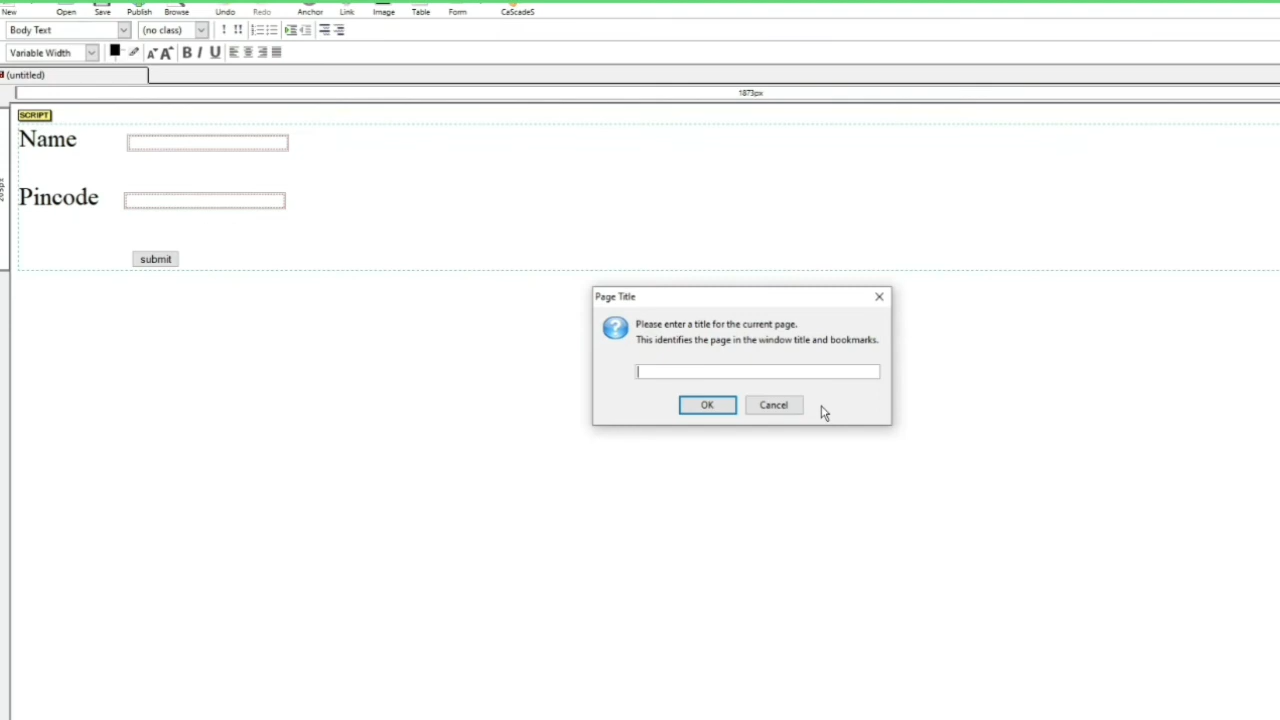 New Open Save Publish Browse Undo Redo Anchor Link Image Table Form CaScadeS
Body Text (no class) ! !!
Variable Width A A B I U
(untitled)
1873px
SCRIPT
Name
Pincode
submit
Page Title
Please enter a title for the current page.
This identifies the page in the window title and bookmarks.
OK Cancel